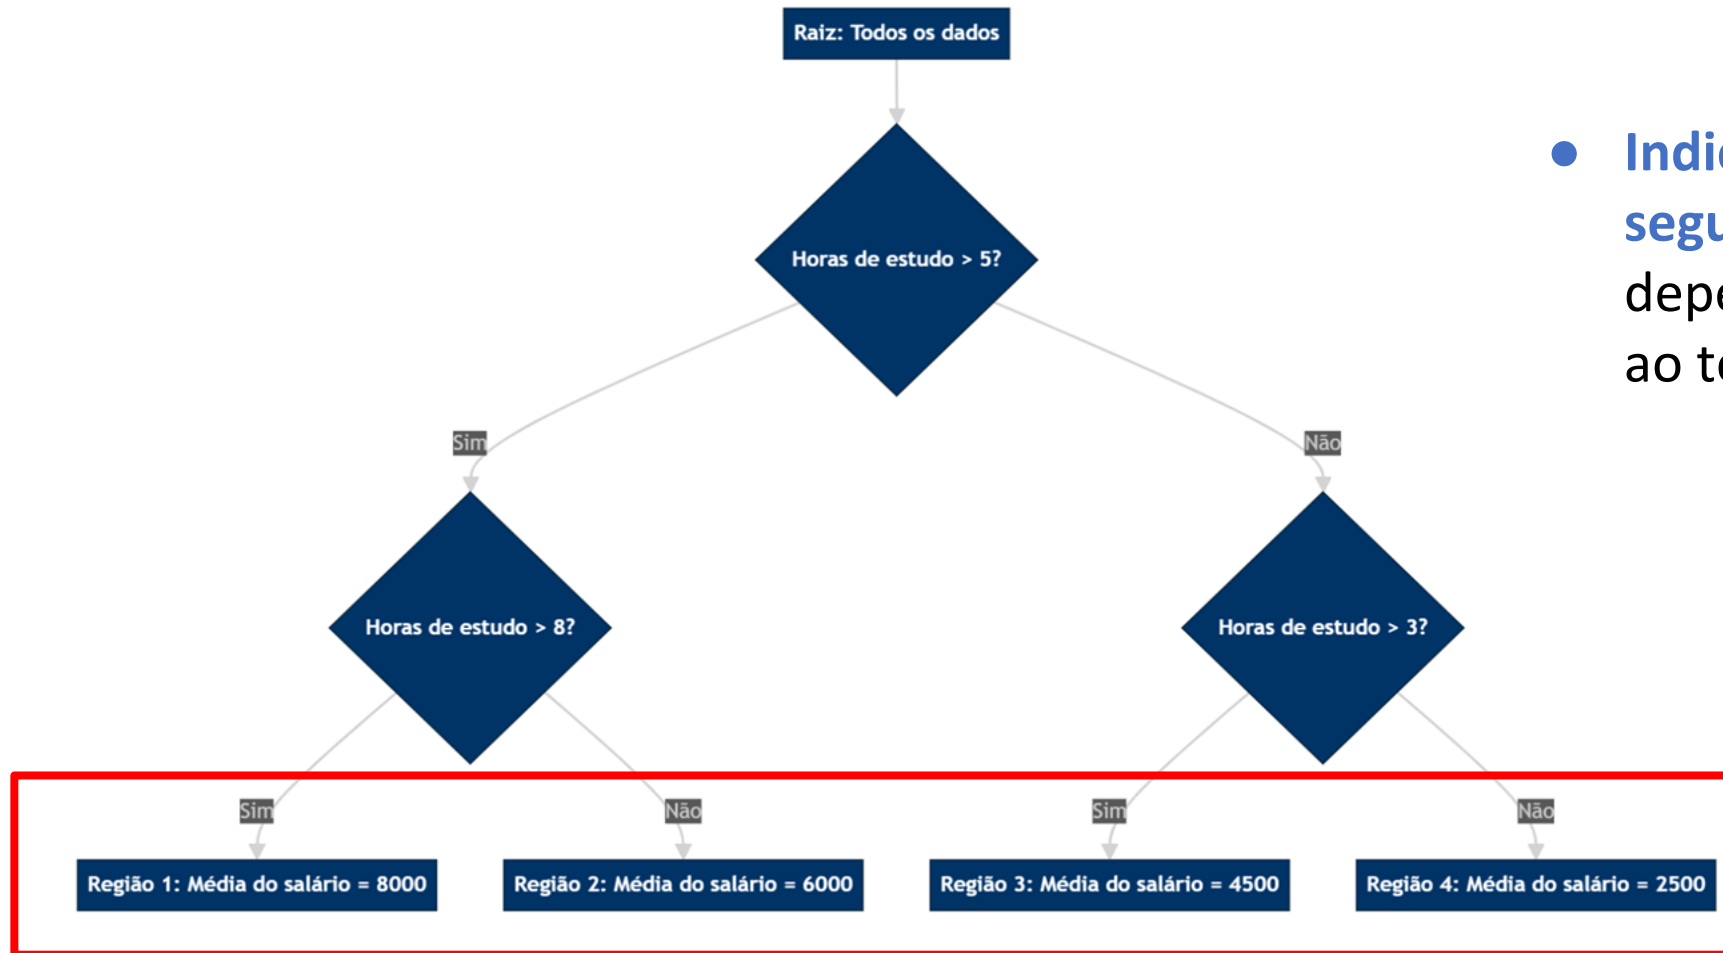 Raiz: Todos os dados
Horas de estudo > 5?
Sim
Não
Horas de estudo > 8?
Horas de estudo > 3?
Sim
Não
Sim
Não
Região 1: Média do salário = 8000
Região 2: Média do salário = 6000
Região 3: Média do salário = 4500
Região 4: Média do salário = 2500
ao